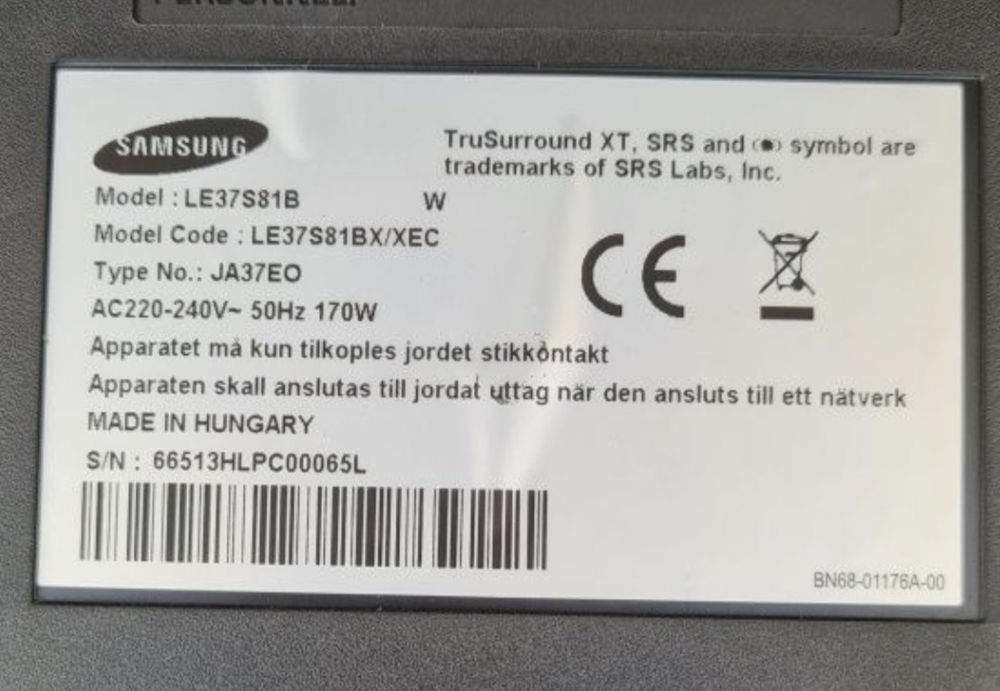 SAMSUNG
TruSurround XT, SRS and (●) symbol are
trademarks of SRS Labs, Inc.
Model : LE37S81B W
Model Code : LE37S81BX/XEC
Type No.: JA37EO
AC220-240V~ 50Hz 170W
Apparatet må kun tilkoples jordet stikkontakt
Apparaten skall anslutas till jordat uttag när den ansluts till ett nätverk
MADE IN HUNGARY
S/N : 66513HLPC00065L
CE
BN68-01176A-00